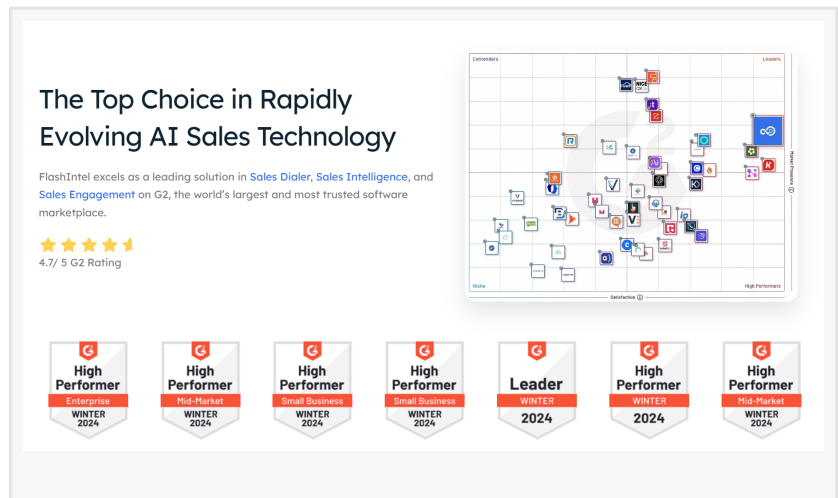 The Top Choice in Rapidly
Evolving AI Sales Technology
FlashIntel excels as a leading solution in Sales Dialer, Sales Intelligence, and
Sales Engagement on G2, the world's largest and most trusted software
marketplace.
4.7/ 5 G2 Rating
Contenders
Leaders
NICE
Market Presence
Niche
High Performers
Satisfaction
High
Performer
Enterprise
WINTER
2024
High
Performer
Mid-Market
WINTER
2024
High
Performer
Small Business
WINTER
2024
High
Performer
Small Business
WINTER
2024
Leader
WINTER
2024
High
Performer
WINTER
2024
High
Performer
Mid-Market
WINTER
2024